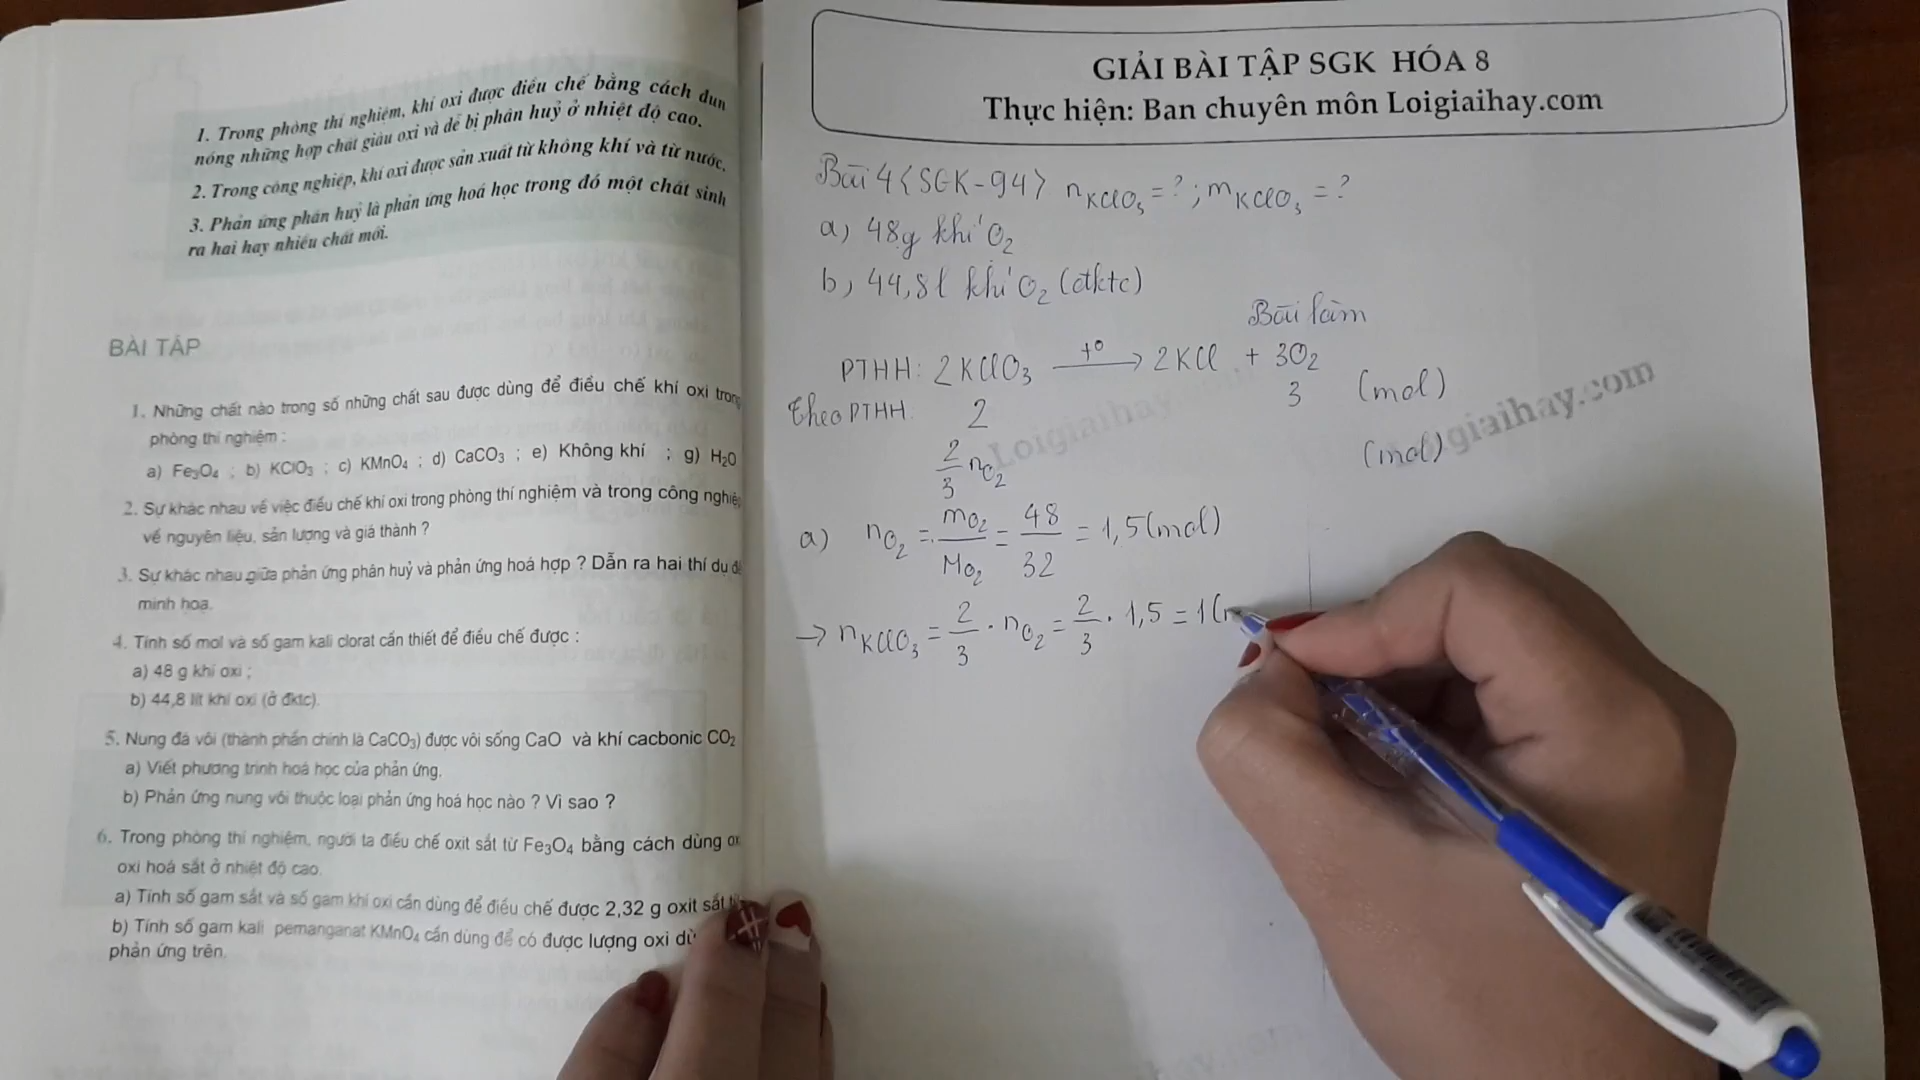 1. Trong phòng thí nghiệm, khí oxi được điều chế bằng cách đun
nóng những hợp chất giàu oxi và dễ bị phân huỷ ở nhiệt độ cao.
2. Trong công nghiệp, khí oxi được sản xuất từ không khí và từ nước.
3. Phản ứng phân huỷ là phản ứng hoá học trong đó một chất sinh
ra hai hay nhiều chất mới.
BÀI TẬP
1. Những chất nào trong số những chất sau được dùng để điều chế khí oxi tron
phòng thí nghiệm :
a) Fe₃O₄ ; b) KClO₃ ; c) KMnO₄ ; d) CaCO₃ ; e) Không khí ; g) H₂O
2. Sự khác nhau về việc điều chế khí oxi trong phòng thí nghiệm và trong công nghiệ
về nguyên liệu, sản lượng và giá thành ?
3. Sự khác nhau giữa phản ứng phân huỷ và phản ứng hoá hợp ? Dẫn ra hai thí dụ đ
minh hoạ.
4. Tính số mol và số gam kali clorat cần thiết để điều chế được :
a) 48 g khí oxi ;
b) 44,8 lít khí oxi (ở đktc).
5. Nung đá vôi (thành phần chính là CaCO₃) được vôi sống CaO và khí cacbonic CO₂
a) Viết phương trình hoá học của phản ứng.
b) Phản ứng nung vôi thuộc loại phản ứng hoá học nào ? Vì sao ?
6. Trong phòng thí nghiệm, người ta điều chế oxit sắt từ Fe₃O₄ bằng cách dùng ox
oxi hoá sắt ở nhiệt độ cao.
a) Tính số gam sắt và số gam khí oxi cần dùng để điều chế được 2,32 g oxit sắt
b) Tính số gam kali pemanganat KMnO₄ cần dùng để có được lượng oxi dù
phản ứng trên.
GIẢI BÀI TẬP SGK HÓA 8
Thực hiện: Ban chuyên môn Loigiaihay.com
Bài 4 <SGK-94> nKClO₃ = ? ; mKClO₃ = ?
a) 48g khí O₂
b) 44,8l khí O₂ (đktc)
Bài làm
PTHH: 2KClO₃ —t°→ 2KCl + 3O₂
Theo PTHH: 2 3 (mol)
2/3 nO₂ (mol)
a) nO₂ = mO₂/MO₂ = 48/32 = 1,5 (mol)
→ nKClO₃ = 2/3 . nO₂ = 2/3 . 1,5 = 1 (
Loigiaihay.com
Loigiaihay.com